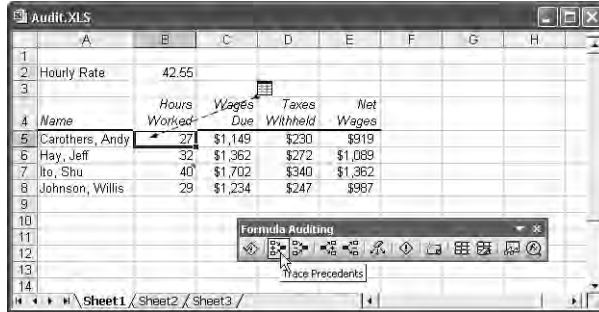 Audit.XLS
A B C D E F G H
1
2 Hourly Rate 42.55
3
Hours Wages Taxes Net
4 Name Worked Due Withheld Wages
5 Carothers, Andy 27 $1,149 $230 $919
6 Hay, Jeff 32 $1,362 $272 $1,089
7 Ito, Shu 40 $1,702 $340 $1,362
8 Johnson, Willis 29 $1,234 $247 $987
9
10
Formula Auditing
11
12
13
Trace Precedents
14
Sheet1 / Sheet2 / Sheet3 /